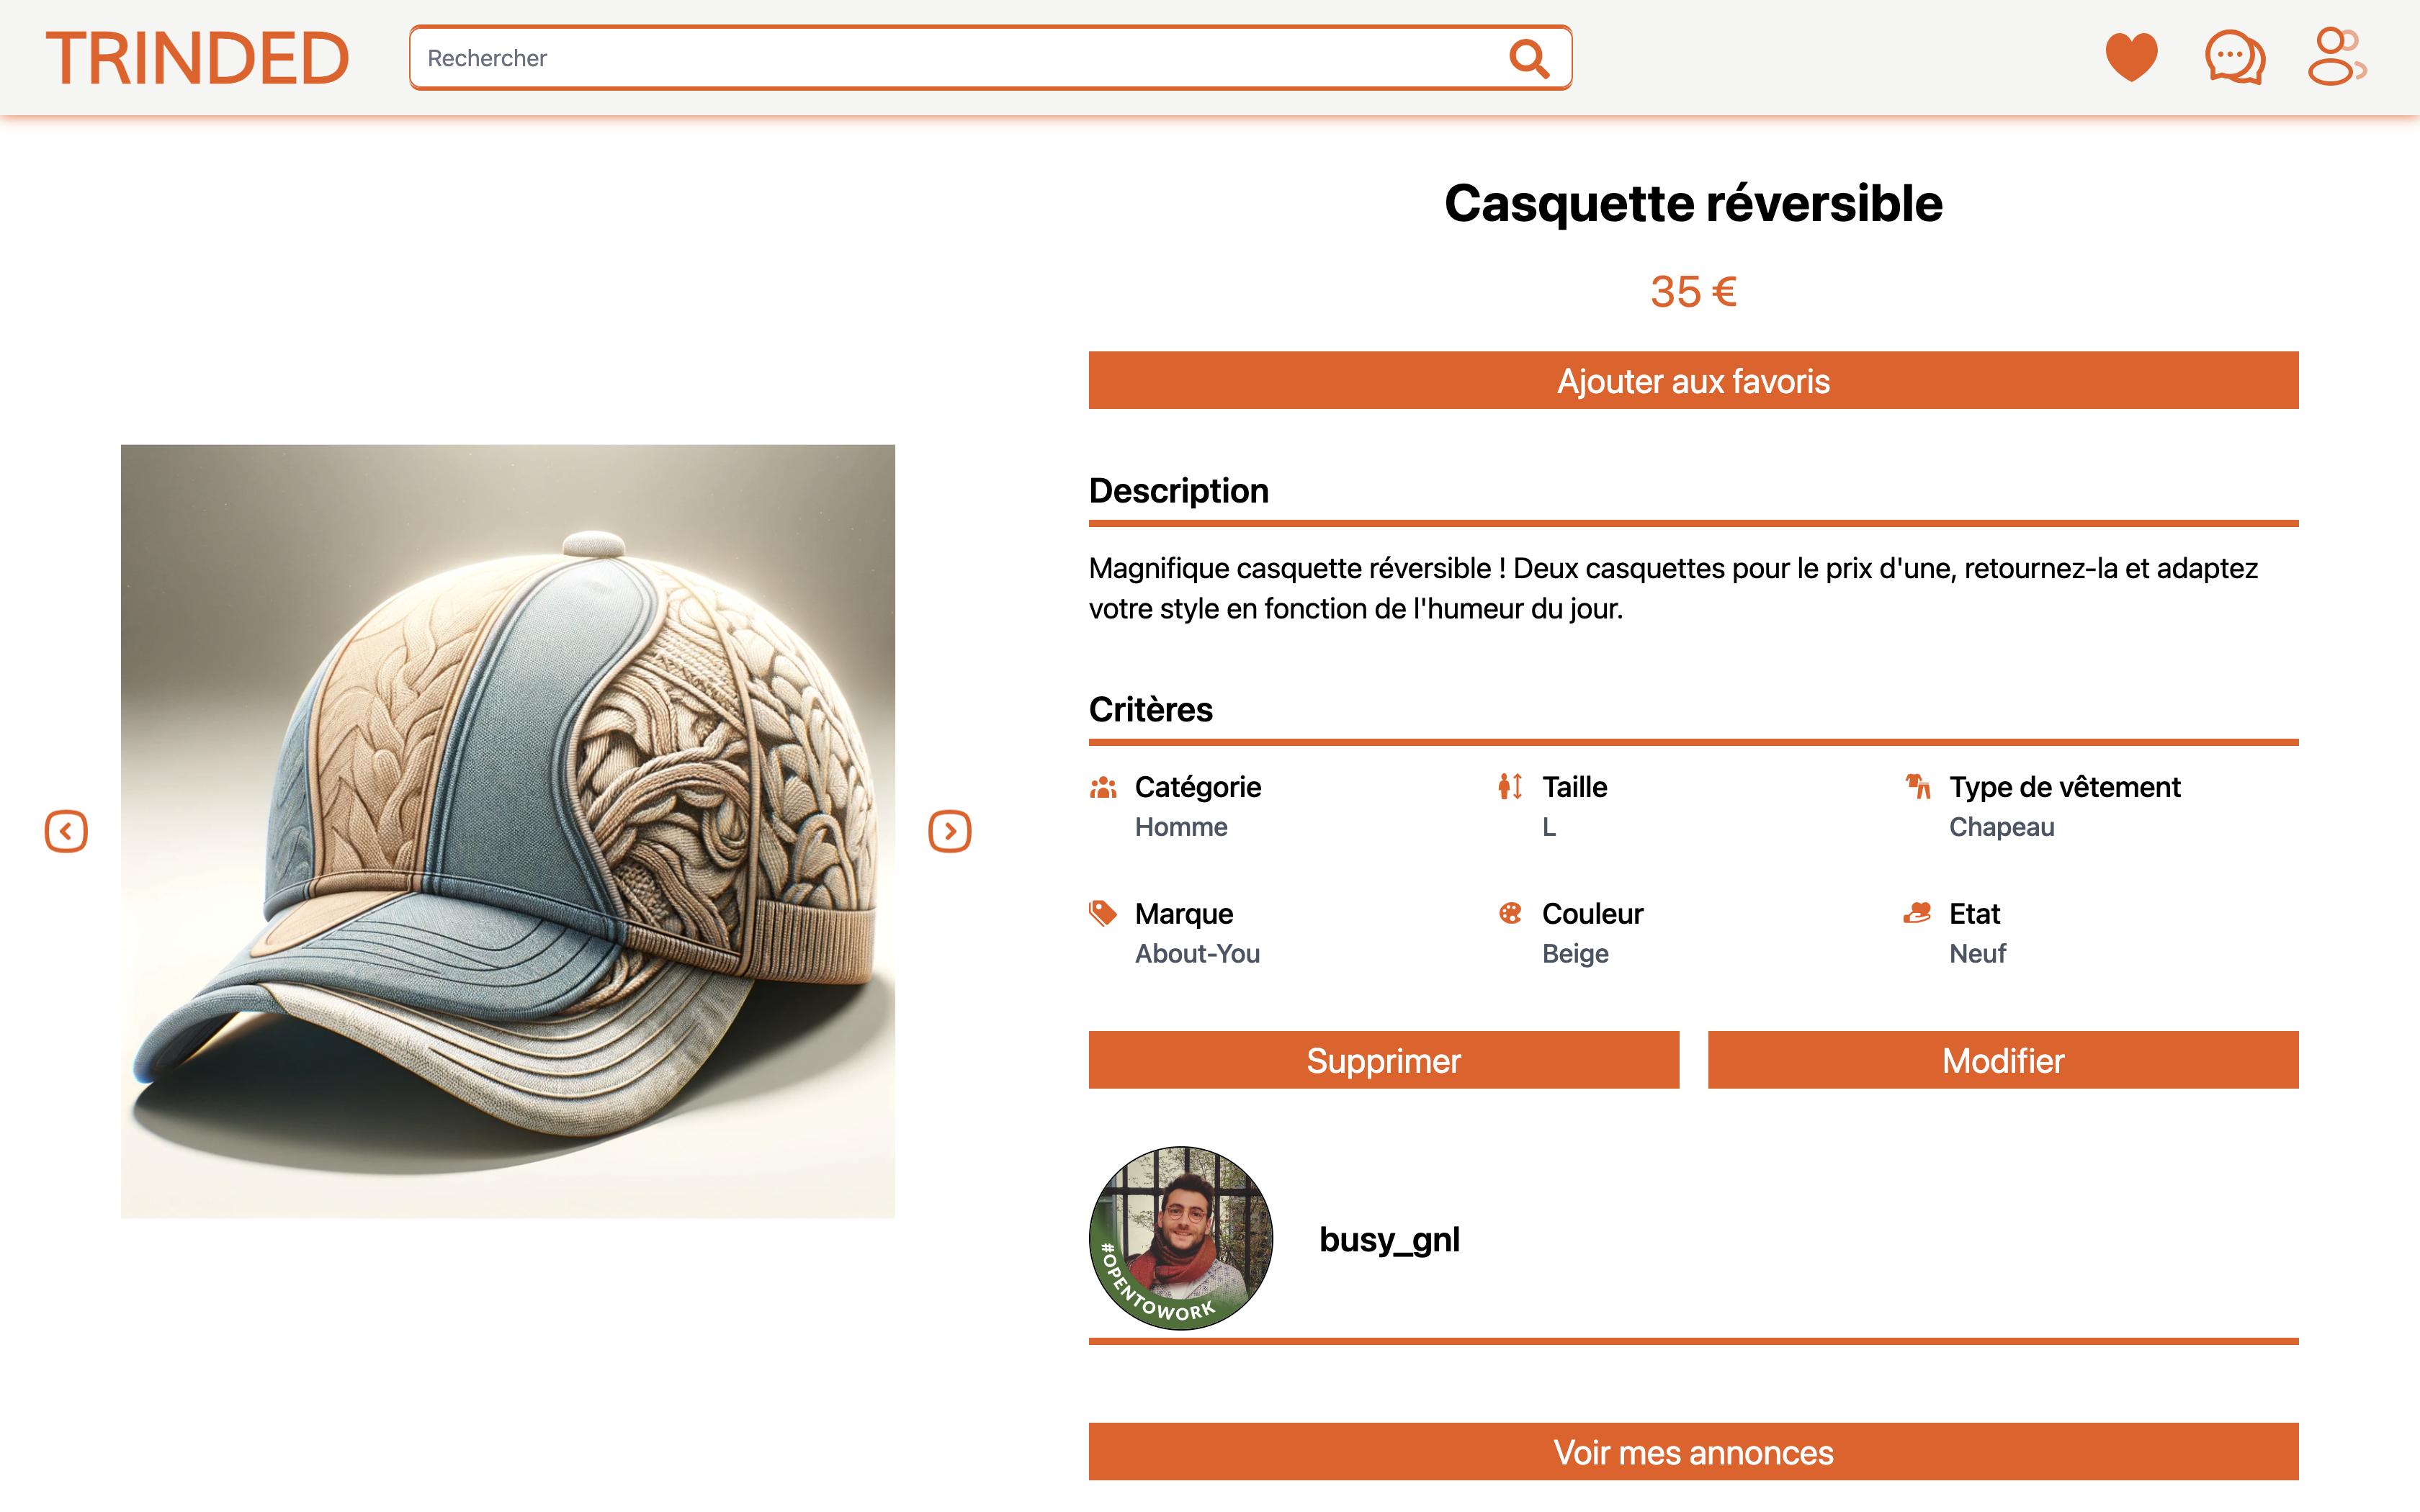 TRINDED
Rechercher
Casquette réversible
35 €
Ajouter aux favoris
Description
Magnifique casquette réversible ! Deux casquettes pour le prix d'une, retournez-la et adaptez
votre style en fonction de l'humeur du jour.
Critères
Catégorie
Homme
Taille
L
Type de vêtement
Chapeau
Marque
About-You
Couleur
Beige
Etat
Neuf
Supprimer
Modifier
#OPENTOWORK
busy_gnl
Voir mes annonces